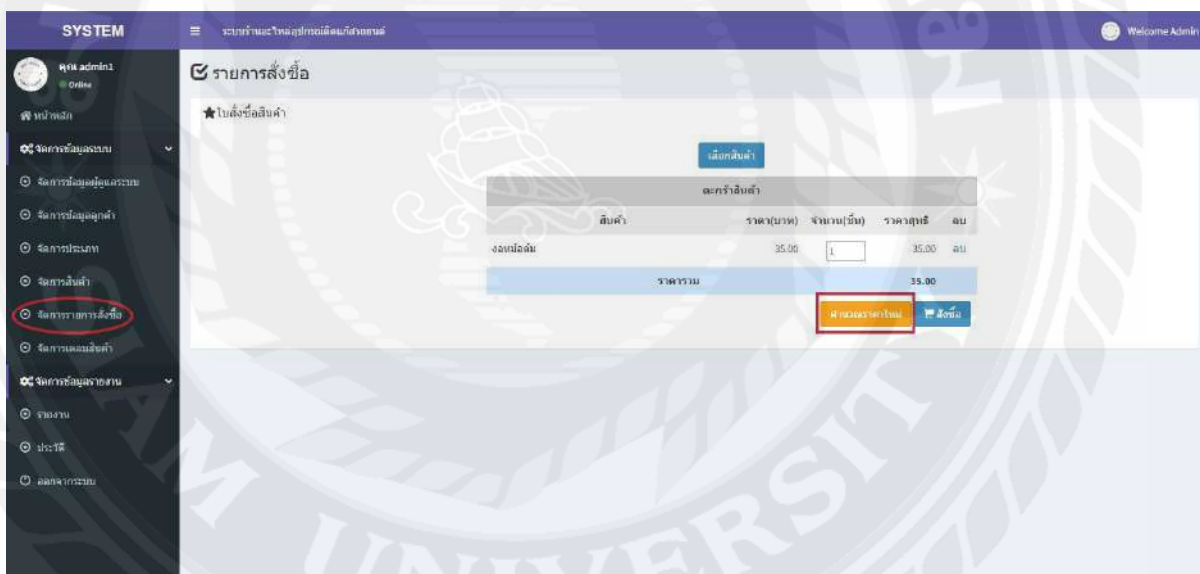 SYSTEM
Welcome Admin
คุณ admin1
Online
รายการสั่งซื้อ
หน้าหลัก
ใบสั่งซื้อสินค้า
จัดการข้อมูลระบบ
เลือกสินค้า
จัดการข้อมูลผู้ดูแลระบบ
ตะกร้าสินค้า
จัดการข้อมูลลูกค้า
สินค้า ราคา(บาท) จำนวน(ชิ้น) ราคาสุทธิ ลบ
จัดการประเภท
35.00 1 35.00 ลบ
จัดการสินค้า
ราคารวม 35.00
จัดการรายการสั่งซื้อ
คำนวณราคาใหม่ สั่งซื้อ
จัดการเคลมสินค้า
จัดการข้อมูลรายงาน
รายงาน
ประวัติ
ออกจากระบบ
SIAM UNIVERSITY